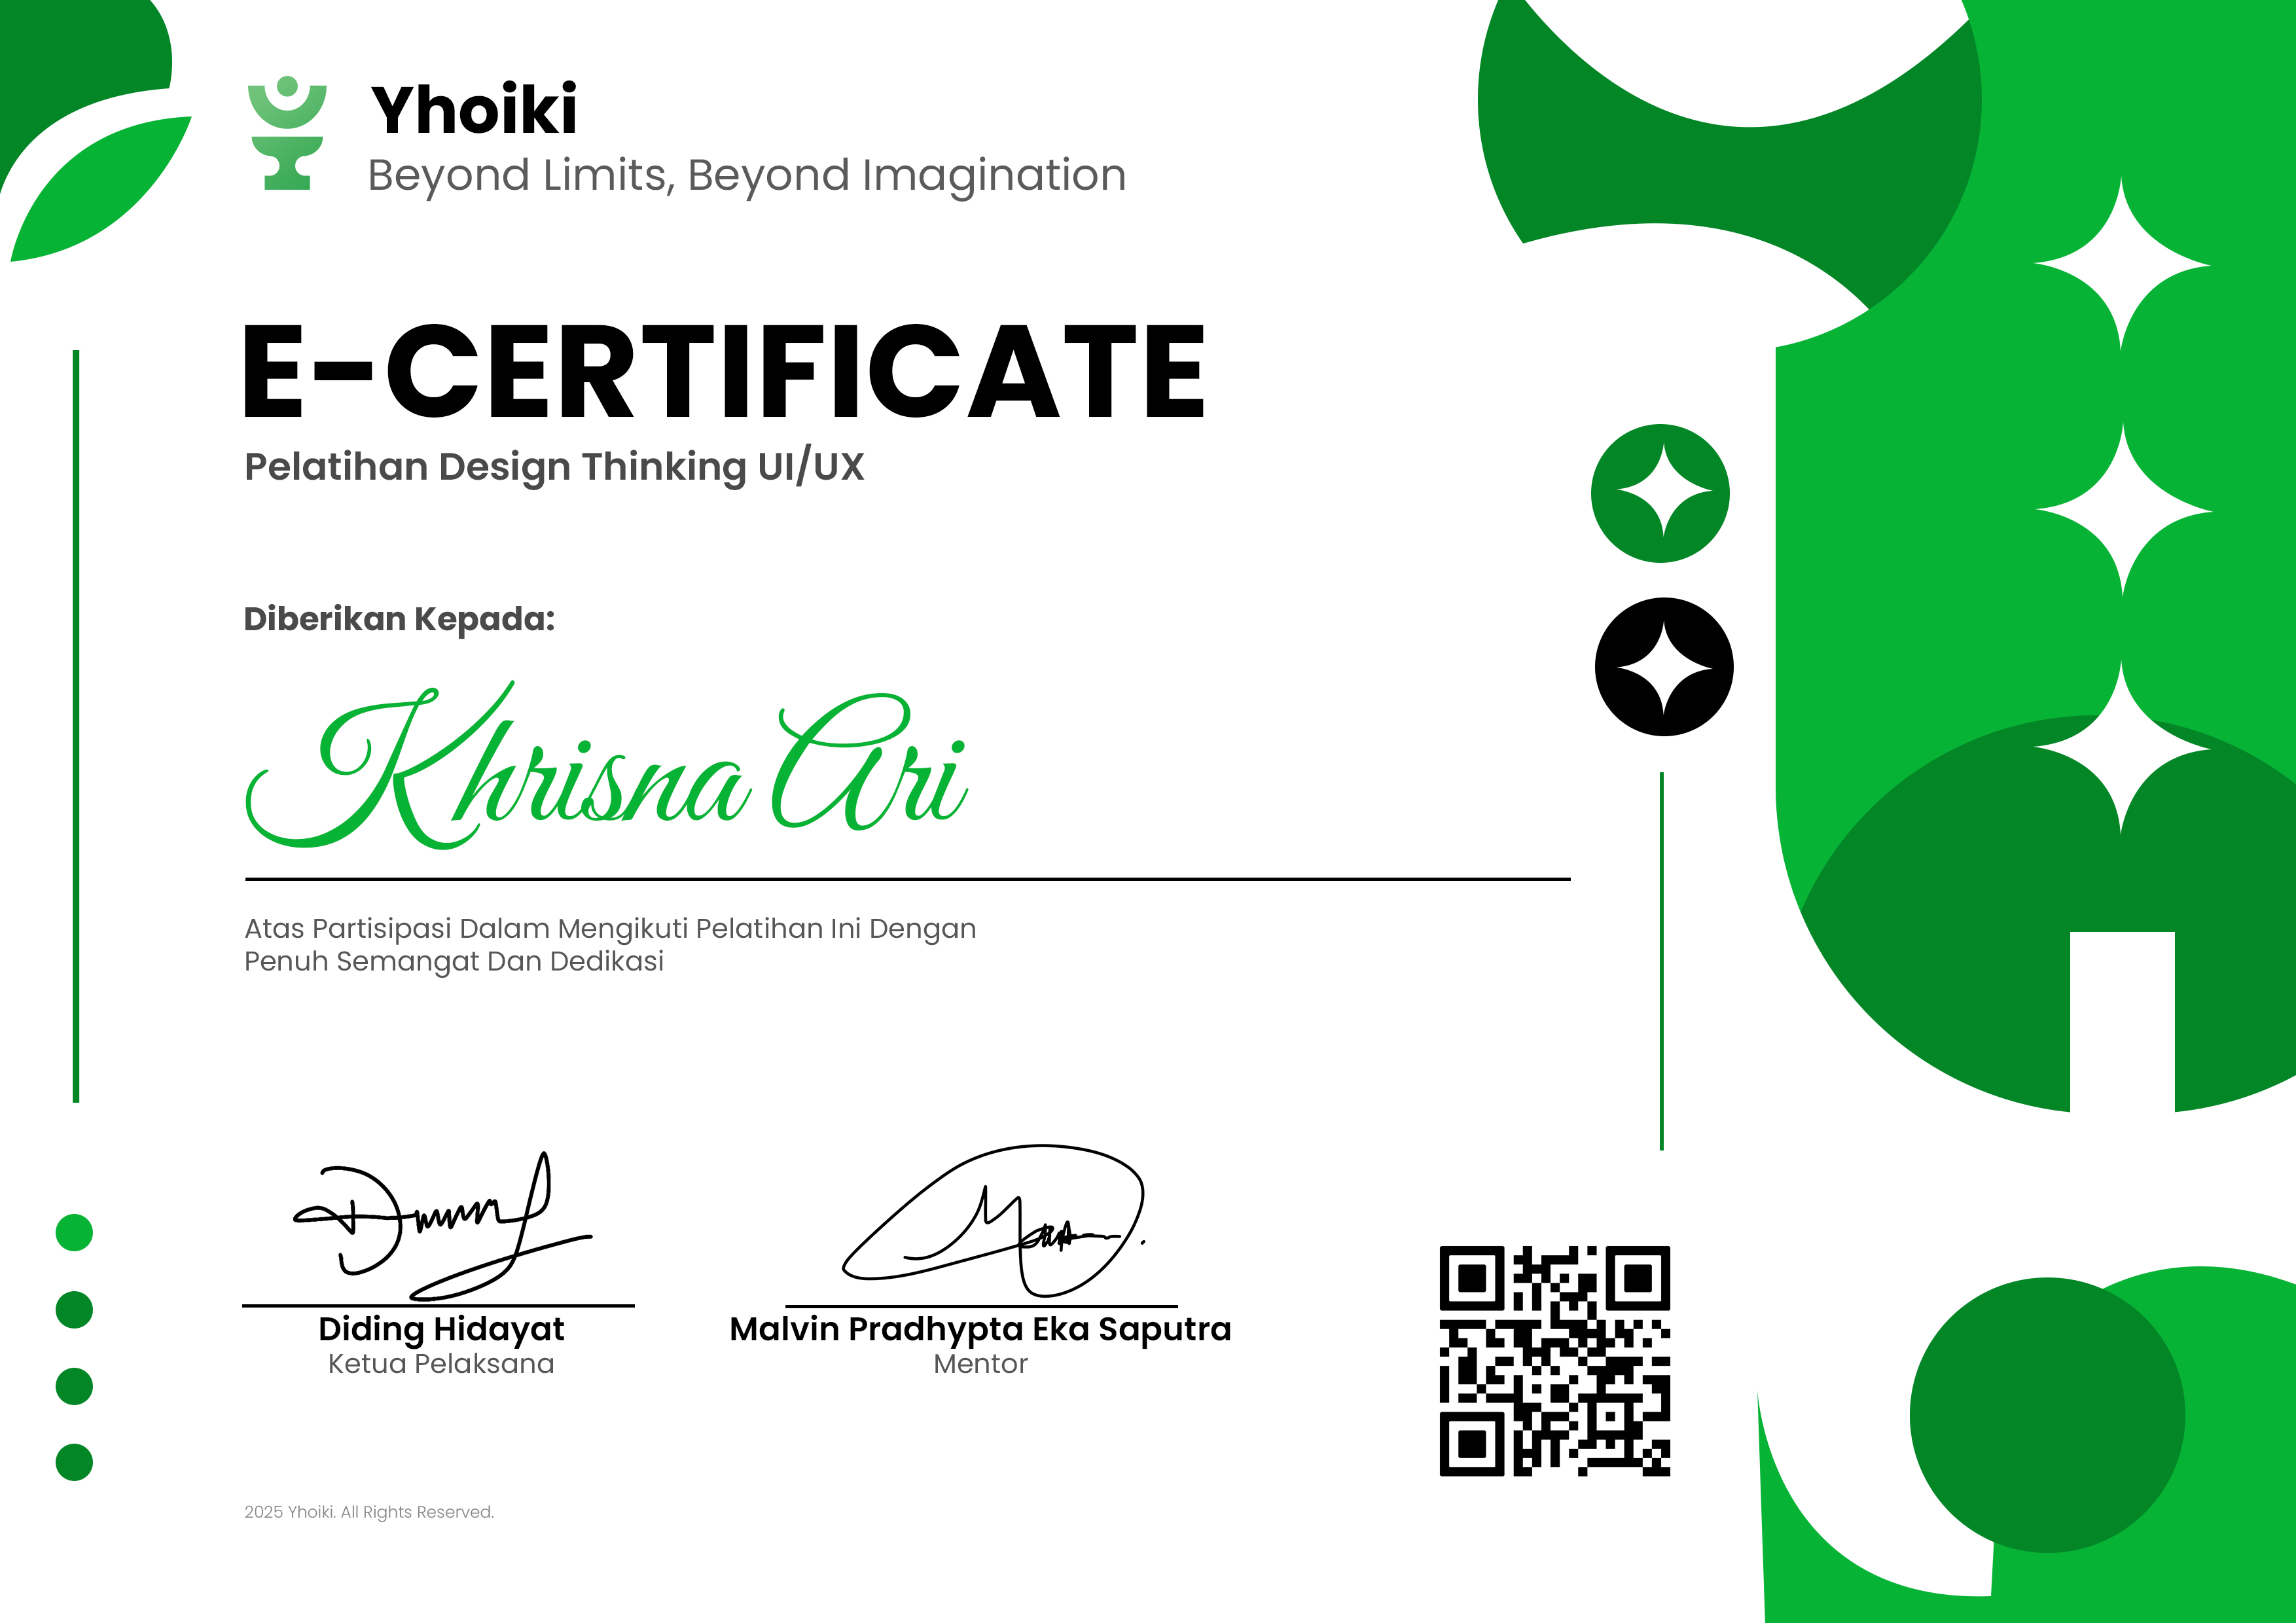 Yhoiki
Beyond Limits, Beyond Imagination
E-CERTIFICATE
Pelatihan Design Thinking UI/UX
Diberikan Kepada:
Khrisna Ari
Atas Partisipasi Dalam Mengikuti Pelatihan Ini Dengan
Penuh Semangat Dan Dedikasi
Diding Hidayat
Ketua Pelaksana
Malvin Pradhypta Eka Saputra
Mentor
2025 Yhoiki. All Rights Reserved.